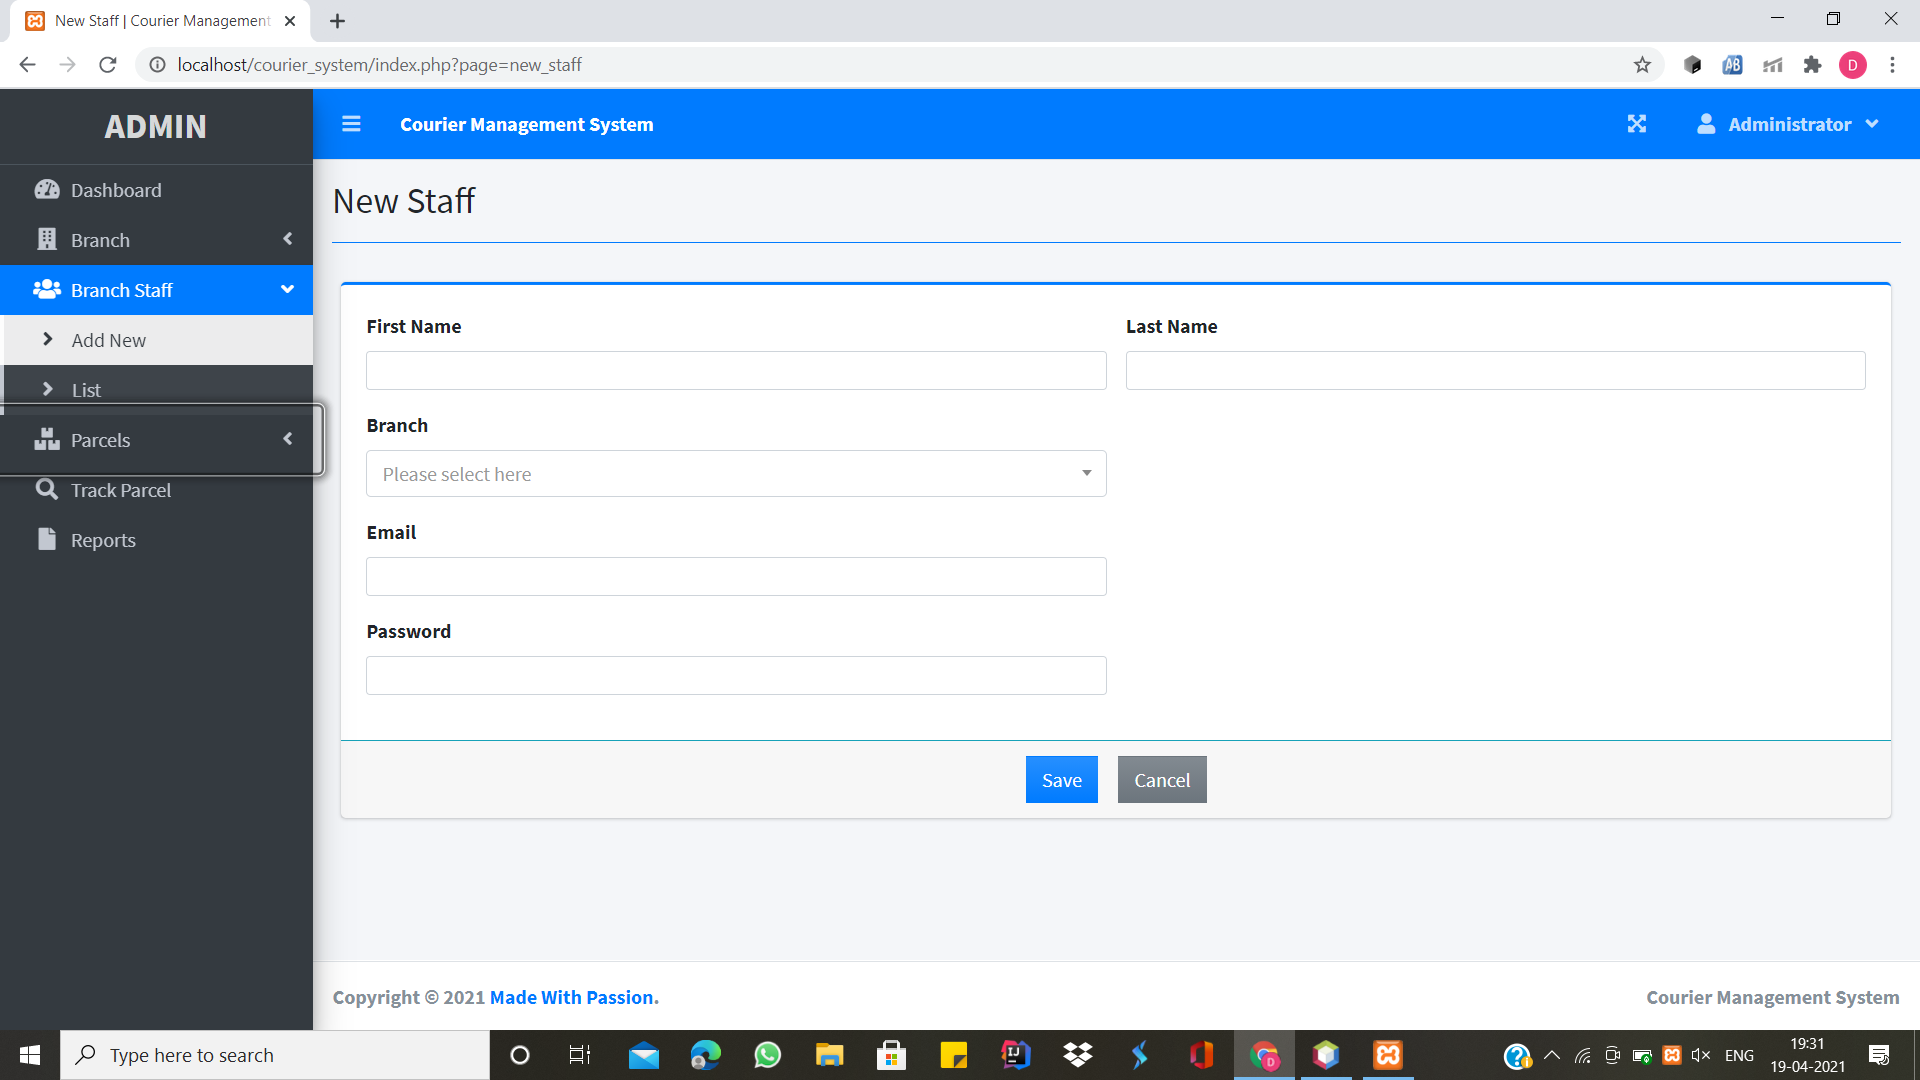 New Staff | Courier Management
localhost/courier_system/index.php?page=new_staff
AB
D
ADMIN
Courier Management System
Administrator
Dashboard
Branch
Branch Staff
Add New
List
Parcels
Track Parcel
Reports
New Staff
First Name
Last Name
Branch
Please select here
Email
Password
Save
Cancel
Copyright © 2021 Made With Passion.
Courier Management System
Type here to search
IJ
D
ENG
19:31
19-04-2021